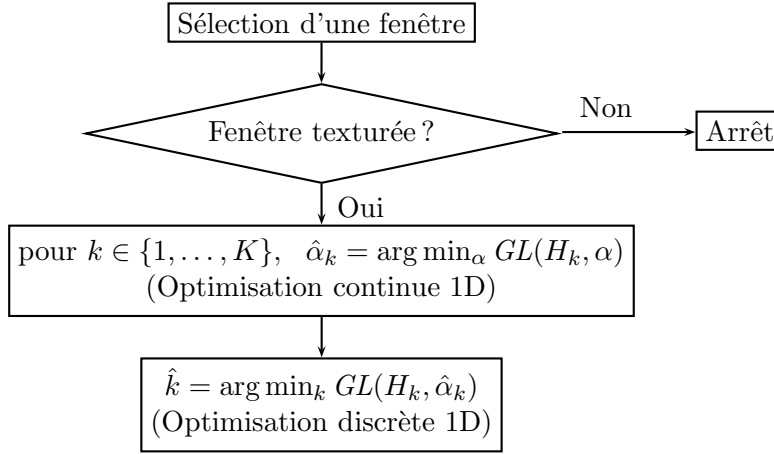 Sélection d'une fenêtre
Fenêtre texturée ?
Non
Arrêt
Oui
pour k ∈ {1, . . . , K}, α̂_k = arg min_α GL(H_k, α)
(Optimisation continue 1D)
k̂ = arg min_k GL(H_k, α̂_k)
(Optimisation discrète 1D)